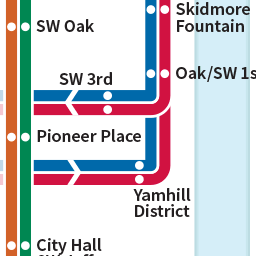 Skidmore
Fountain
SW Oak
SW 3rd
Oak/SW 1s
Pioneer Place
Yamhill
District
City Hall